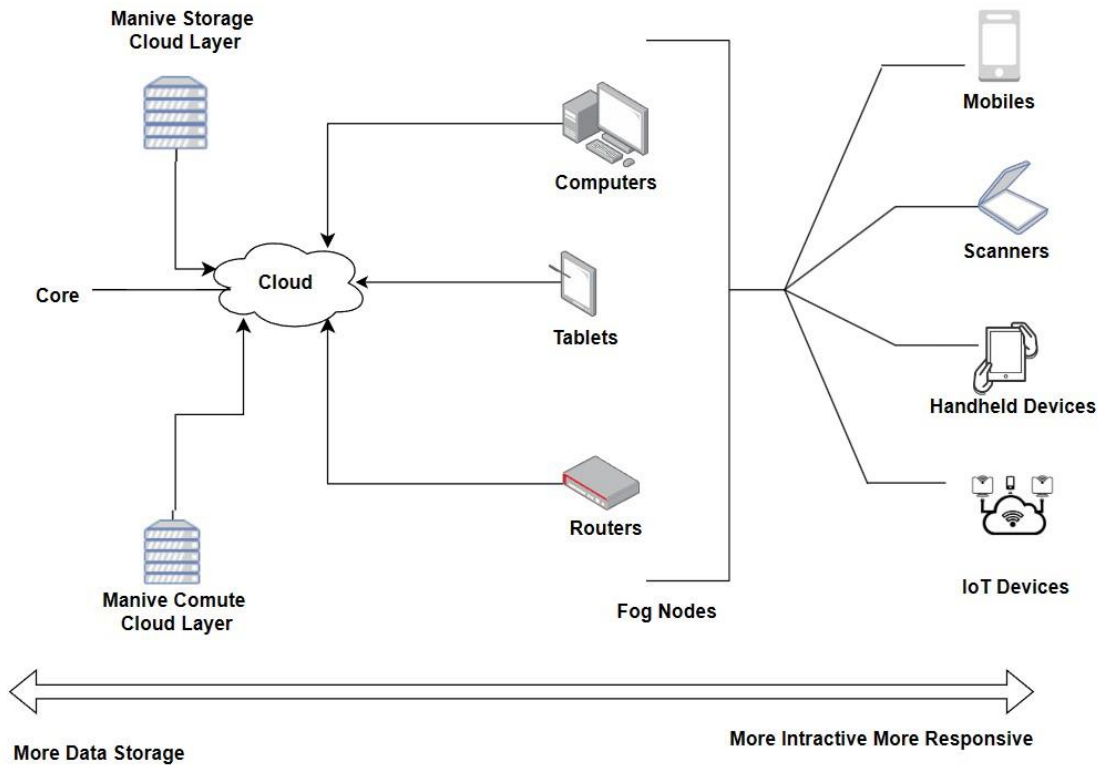 Manive Storage
Cloud Layer
Mobiles
Computers
Scanners
Cloud
Core
Tablets
Handheld Devices
Routers
IoT Devices
Manive Comute
Cloud Layer
Fog Nodes
More Data Storage
More Intractive More Responsive